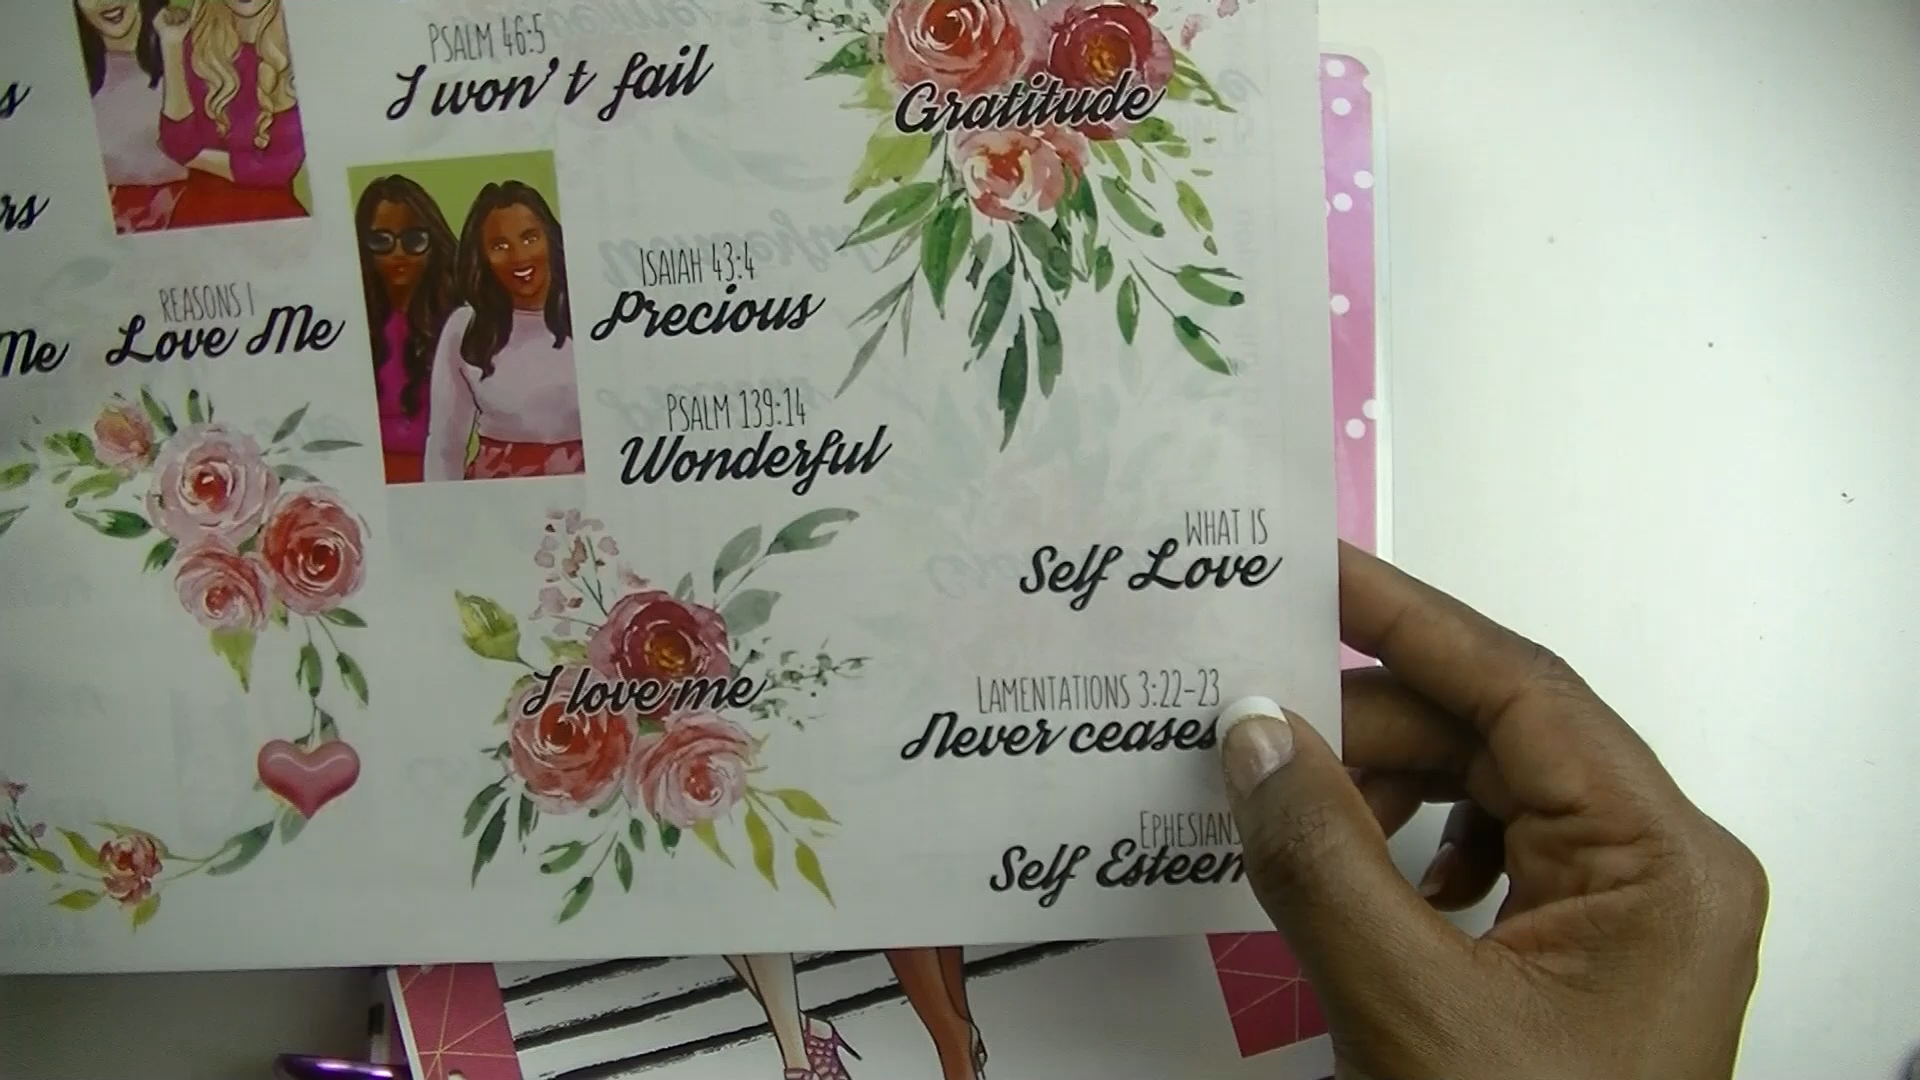 PSALM 46:5
I won't fail
Gratitude
ISAIAH 43:4
Precious
REASONS I
Love Me
Me
PSALM 139:14
Wonderful
WHAT IS
Self Love
I love me
LAMENTATIONS 3:22-23
Never ceases
EPHESIANS
Self Esteem